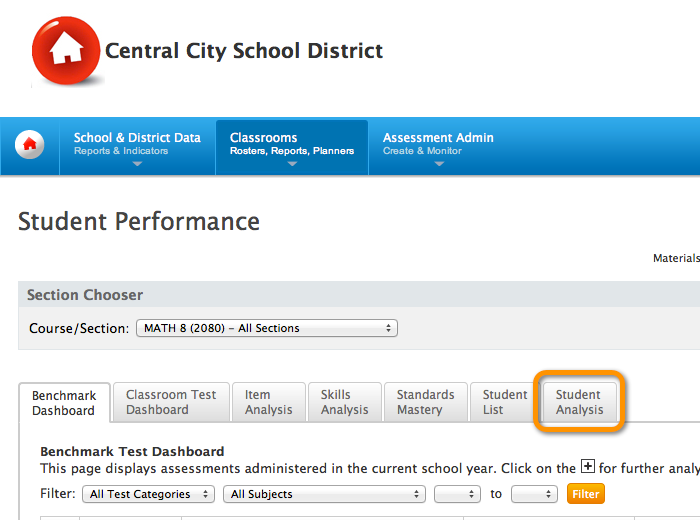 Central City School District
School & District Data
Reports & Indicators
Classrooms
Rosters, Reports, Planners
Assessment Admin
Create & Monitor
Student Performance
Materials
Section Chooser
Course/Section: MATH 8 (2080) - All Sections
Benchmark
Dashboard
Classroom Test
Dashboard
Item
Analysis
Skills
Analysis
Standards
Mastery
Student
List
Student
Analysis
Benchmark Test Dashboard
This page displays assessments administered in the current school year. Click on the + for further analy
Filter: All Test Categories All Subjects to Filter